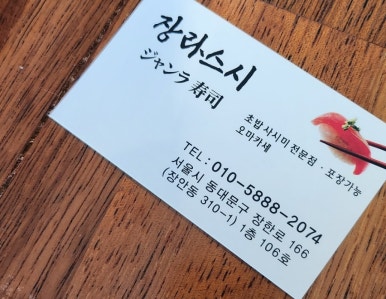 장라스시
ジャンラ 寿司
초밥 사시미 전문점 · 포장가능
오마카세
TEL : 010-5888-2074
서울시 동대문구 장한로 166
(장안동 310-1) 1층 106호